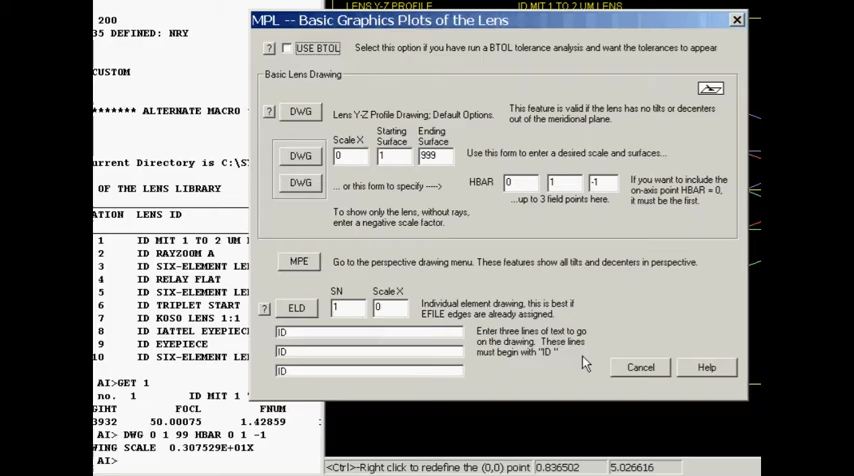 LENS Y-Z PROFILE
ID MIT 1 TO 2 UM LENS
200
35 DEFINED: NRY
CUSTOM
******* ALTERNATE MACRO
urrent Directory is C:\S
OF THE LENS LIBRARY
ATION LENS ID
1 ID MIT 1 TO 2 UM
2 ID RAYZOOM A
3 ID SIX-ELEMENT LE
4 ID RELAY FLAT
5 ID SIX-ELEMENT LE
6 ID TRIPLET START
7 ID KOSO LENS 1:1
8 ID IATTEL EYEPIECE
9 ID EYEPIECE
10 ID SIX-ELEMENT LE
AI>GET 1
no. 1 ID MIT 1
GIHT FOCL FNUM
3932 50.00075 1.42859
AI> DWG 0 1 99 HBAR 0 1 -1
WING SCALE 0.307529E+01X
AI>
MPL -- Basic Graphics Plots of the Lens
? USE BTOL Select this option if you have run a BTOL tolerance analysis and want the tolerances to appear
Basic Lens Drawing
? DWG Lens Y-Z Profile Drawing; Default Options.
This feature is valid if the lens has no tilts or decenters
out of the meridional plane.
Scale X
Starting
Surface
Ending
Surface
DWG 0 1 999 Use this form to enter a desired scale and surfaces...
DWG ... or this form to specify ----> HBAR 0 1 -1
...up to 3 field points here.
If you want to include the
on-axis point HBAR = 0,
it must be the first.
To show only the lens, without rays,
enter a negative scale factor.
MPE Go to the perspective drawing menu. These features show all tilts and decenters in perspective.
SN Scale X
? ELD 1 0
Individual element drawing, this is best if
EFILE edges are already assigned.
ID
ID
ID
Enter three lines of text to go
on the drawing. These lines
must begin with "ID "
Cancel Help
<Ctrl>-Right click to redefine the (0,0) point 0.836502 5.026616